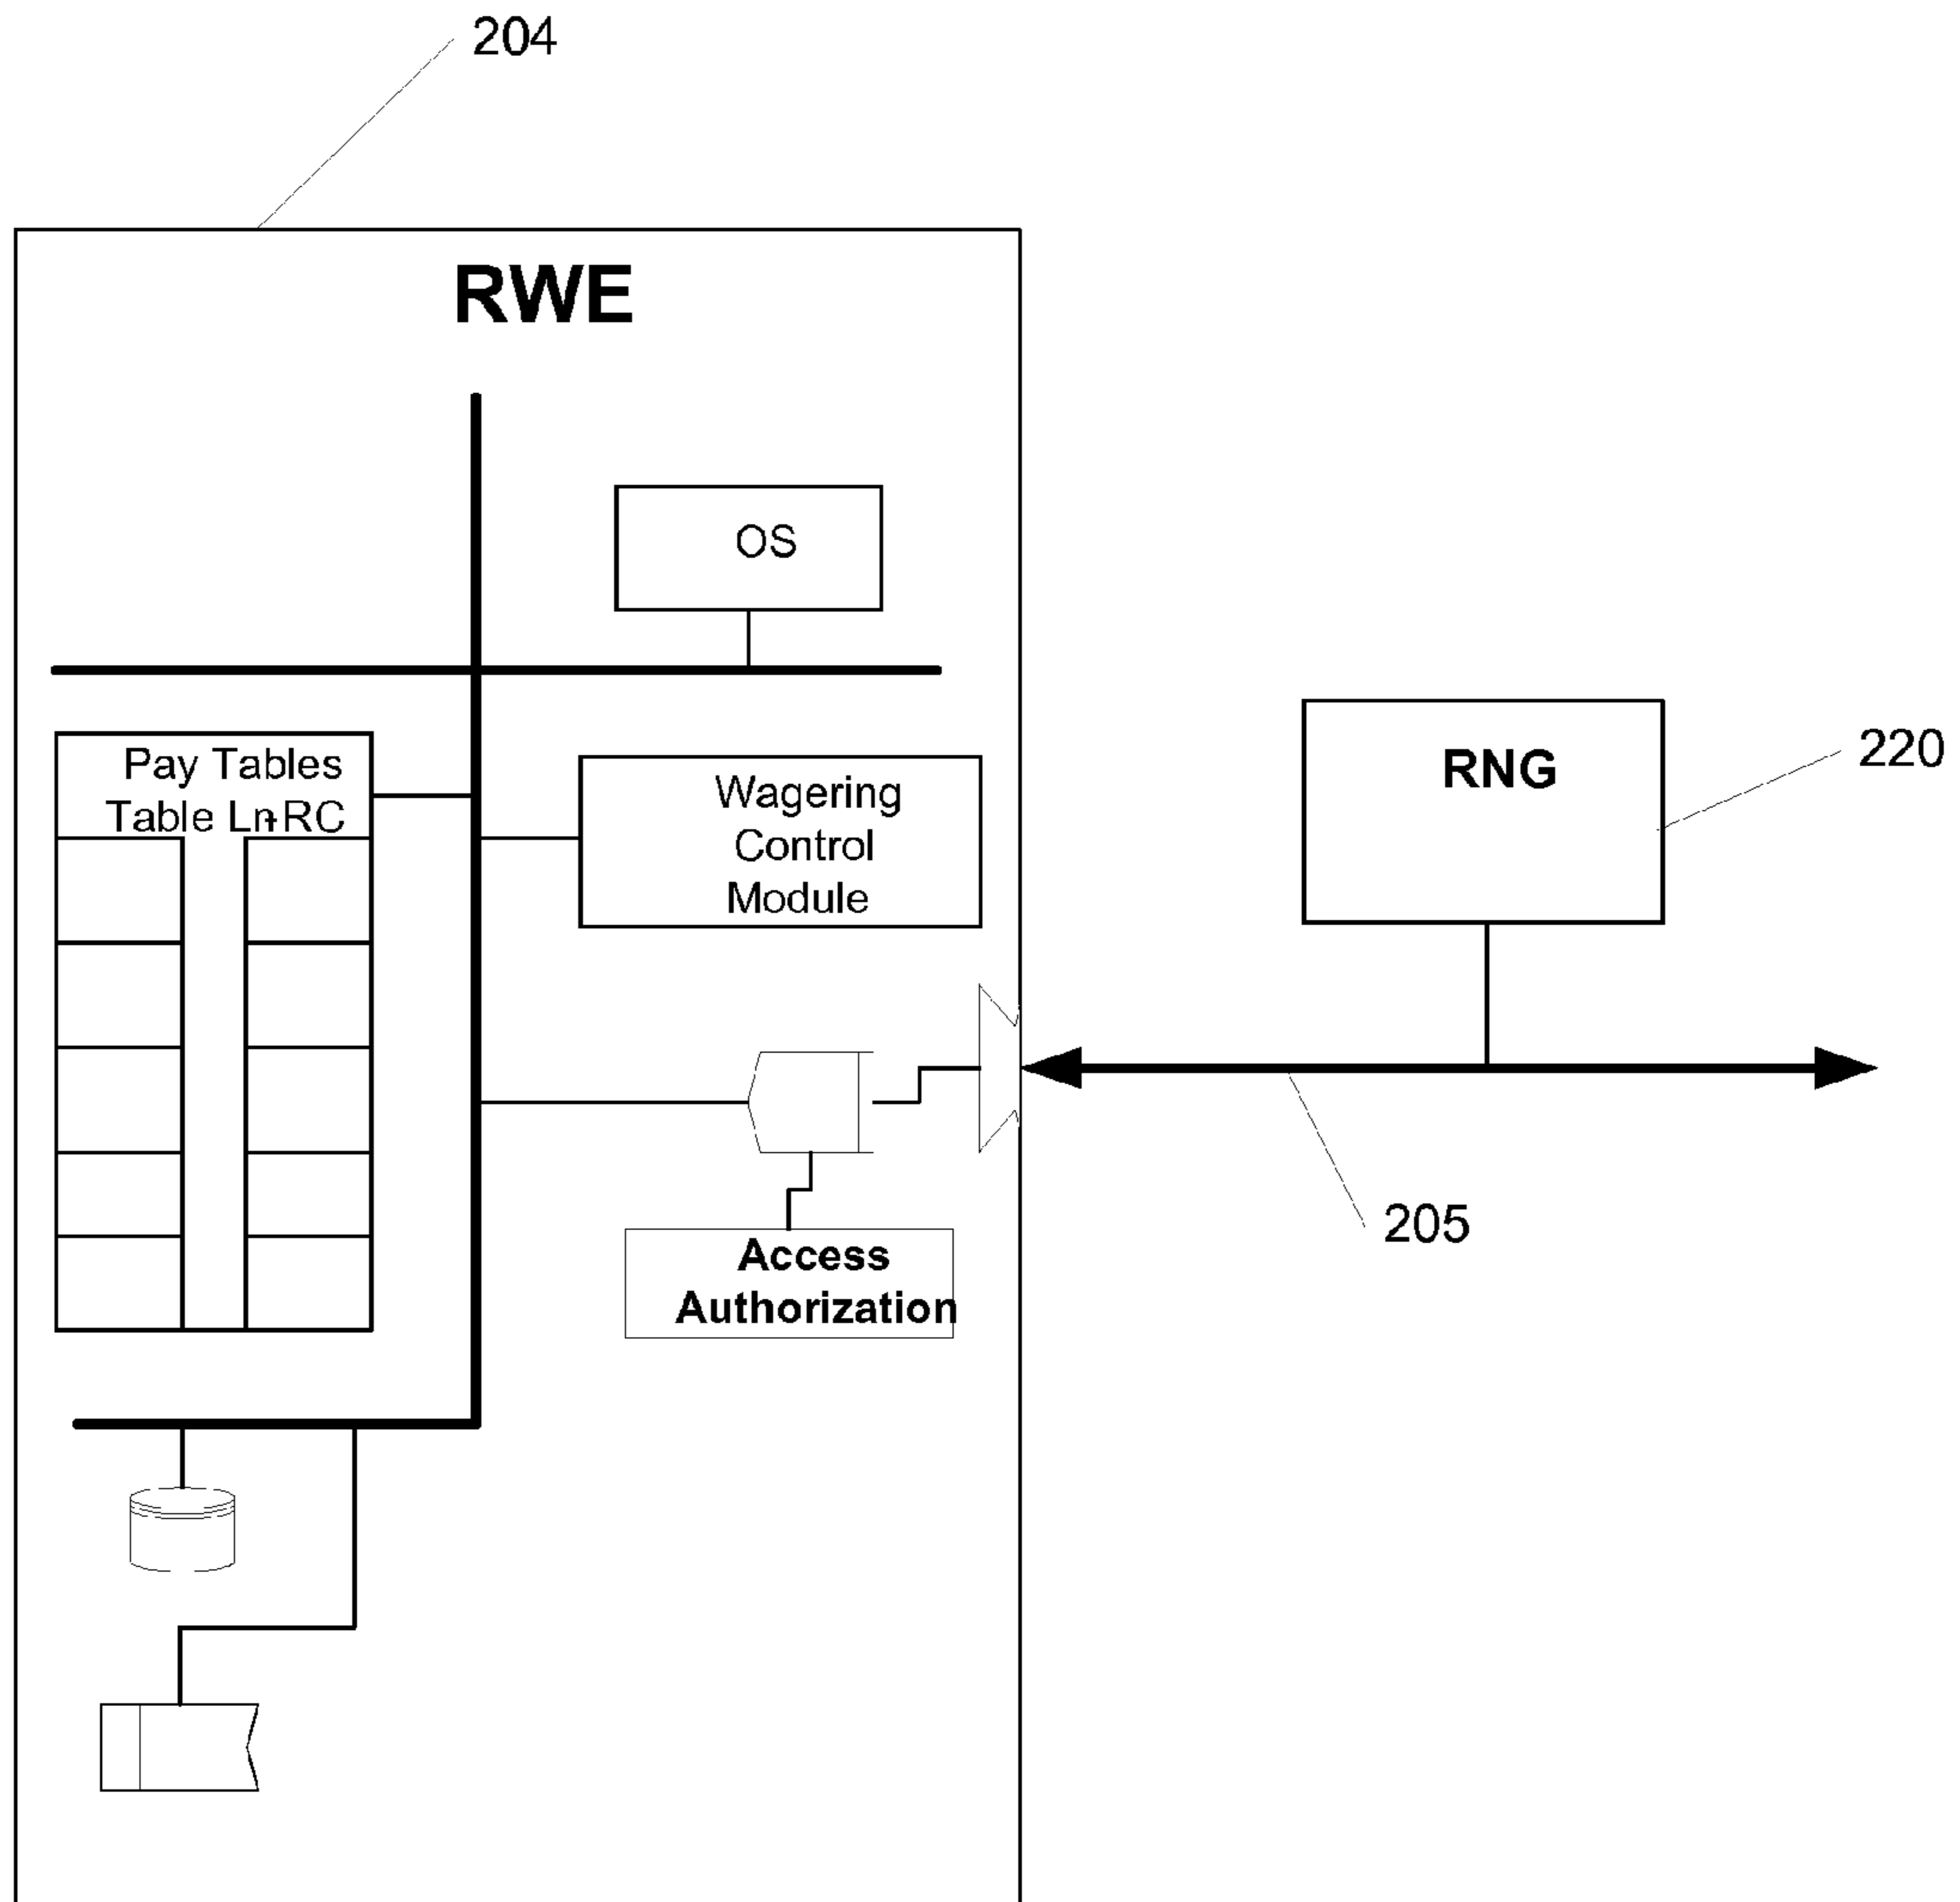 204
RWE
OS
Pay Tables
Table Ln-RC
Wagering
Control
Module
RNG
220
Access
Authorization
205